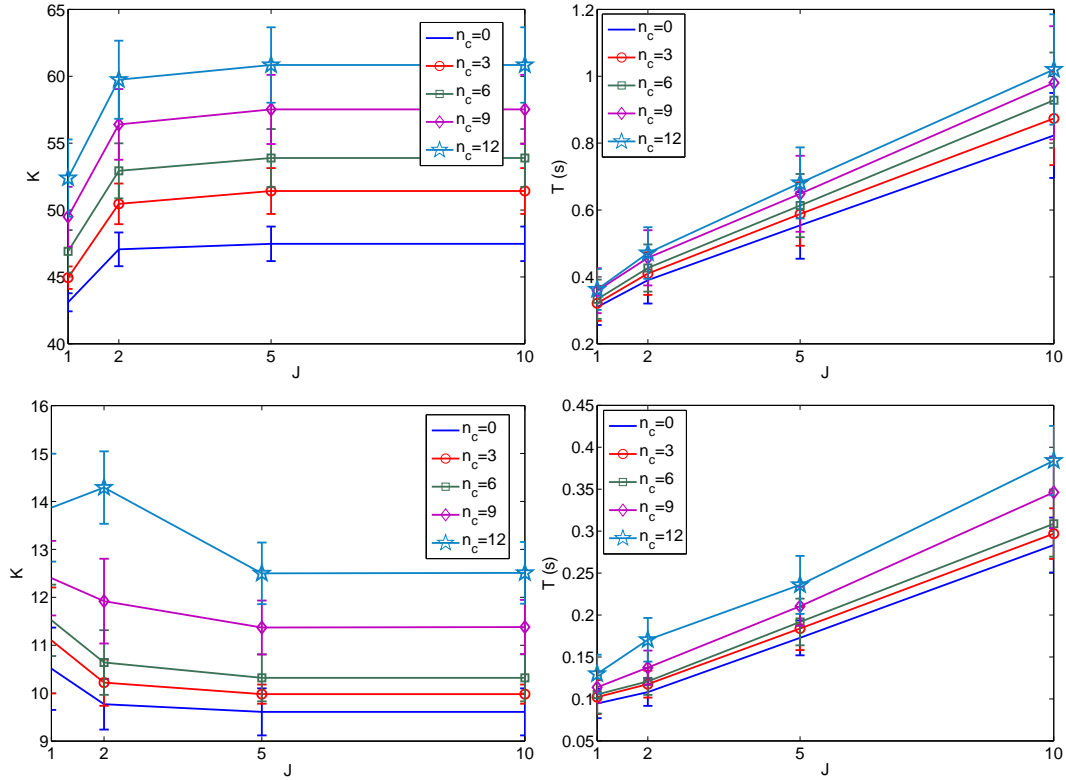 65
60
55
50
45
40
K
1
2
5
10
J
n_c=0
n_c=3
n_c=6
n_c=9
n_c=12
1.2
1
0.8
0.6
0.4
0.2
T (s)
1
2
5
10
J
n_c=0
n_c=3
n_c=6
n_c=9
n_c=12
16
15
14
13
12
11
10
9
K
1
2
5
10
J
n_c=0
n_c=3
n_c=6
n_c=9
n_c=12
0.45
0.4
0.35
0.3
0.25
0.2
0.15
0.1
0.05
T (s)
1
2
5
10
J
n_c=0
n_c=3
n_c=6
n_c=9
n_c=12